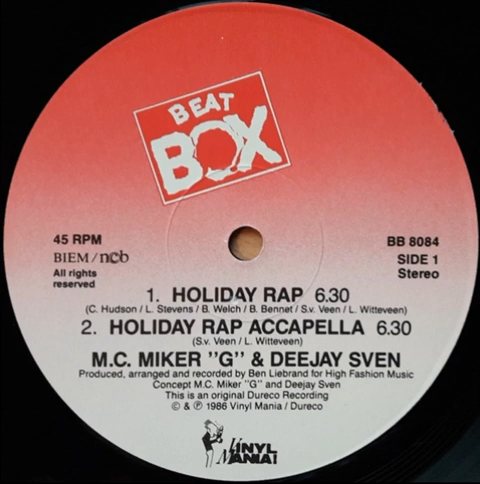 BEAT
BOX
45 RPM
BIEM/ncb
All rights
reserved
BB 8084
SIDE 1
Stereo
1. HOLIDAY RAP 6.30
(C. Hudson / L. Stevens / B. Welch / B. Bennet / S.v. Veen / L. Witteveen)
2. HOLIDAY RAP ACCAPELLA 6.30
(S.v. Veen / L. Witteveen)
M.C. MIKER "G" & DEEJAY SVEN
Produced, arranged and recorded by Ben Liebrand for High Fashion Music
Concept M.C. Miker "G" and Deejay Sven
This is an original Dureco Recording
© & ℗ 1986 Vinyl Mania / Dureco
VINYL
MANIA!